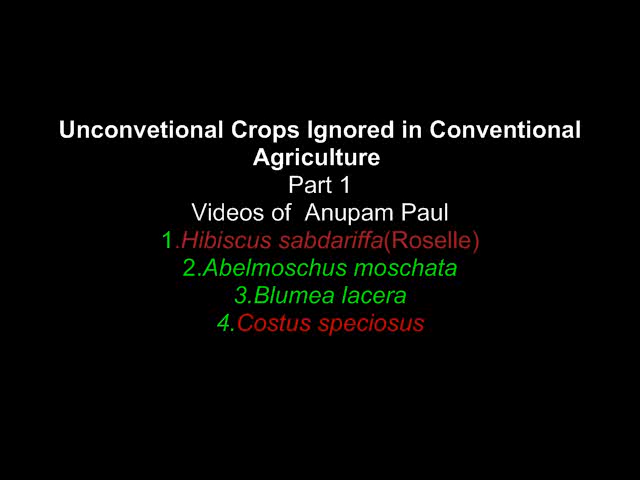 Unconvetional Crops Ignored in Conventional
Agriculture
Part 1
Videos of  Anupam Paul
1.Hibiscus sabdariffa(Roselle)
2.Abelmoschus moschata
3.Blumea lacera
4.Costus speciosus